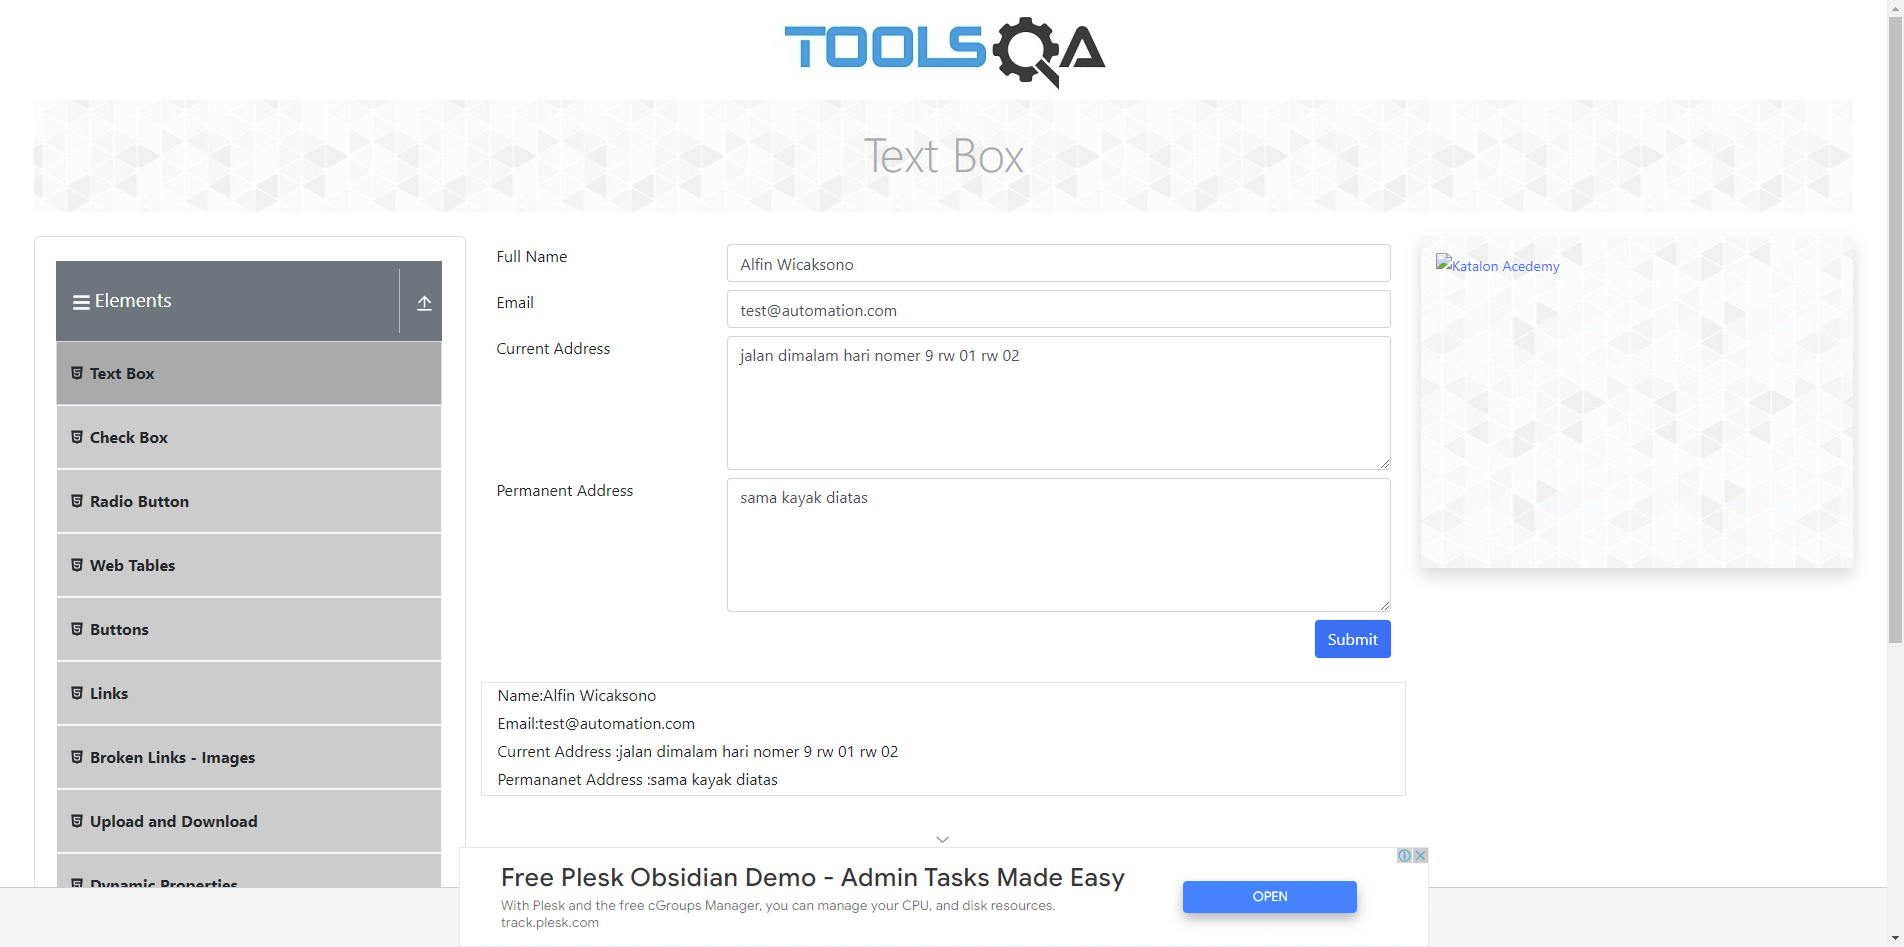 TOOLSQA
Text Box
Elements
Text Box
Check Box
Radio Button
Web Tables
Buttons
Links
Broken Links - Images
Upload and Download
Dynamic Properties
Full Name
Alfin Wicaksono
Email
test@automation.com
Current Address
jalan dimalam hari nomer 9 rw 01 rw 02
Permanent Address
sama kayak diatas
Submit
Name:Alfin Wicaksono
Email:test@automation.com
Current Address :jalan dimalam hari nomer 9 rw 01 rw 02
Permananet Address :sama kayak diatas
Katalon Acedemy
Free Plesk Obsidian Demo - Admin Tasks Made Easy
With Plesk and the free cGroups Manager, you can manage your CPU, and disk resources.
track.plesk.com
OPEN